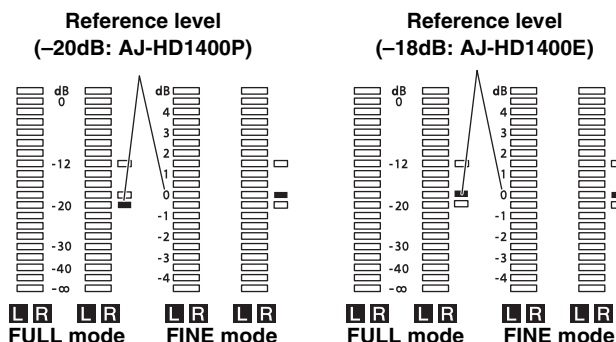 Reference level
(–20dB: AJ-HD1400P)
dB
0
-12
-20
-30
-40
-∞
dB
4
3
2
1
0
-1
-2
-3
-4
L R L R L R L R
FULL mode FINE mode
Reference level
(–18dB: AJ-HD1400E)
dB
0
-12
-20
-30
-40
-∞
dB
4
3
2
1
0
-1
-2
-3
-4
L R L R L R L R
FULL mode FINE mode